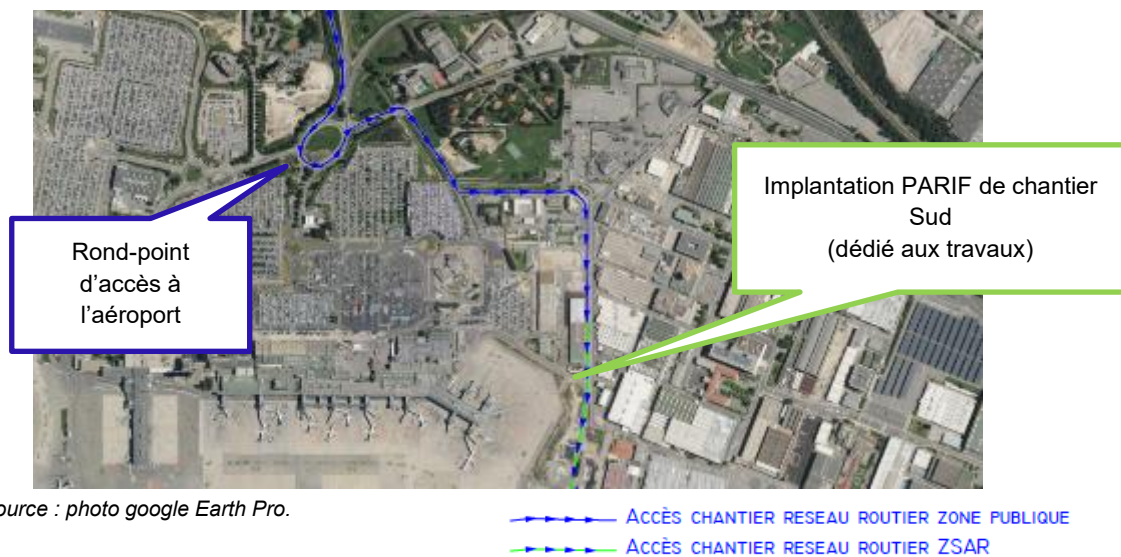 Rond-point
d’accès à
l’aéroport
Implantation PARIF de chantier
Sud
(dédié aux travaux)
ource : photo google Earth Pro.
ACCÈS CHANTIER RESEAU ROUTIER ZONE PUBLIQUE
ACCÈS CHANTIER RESEAU ROUTIER ZSAR